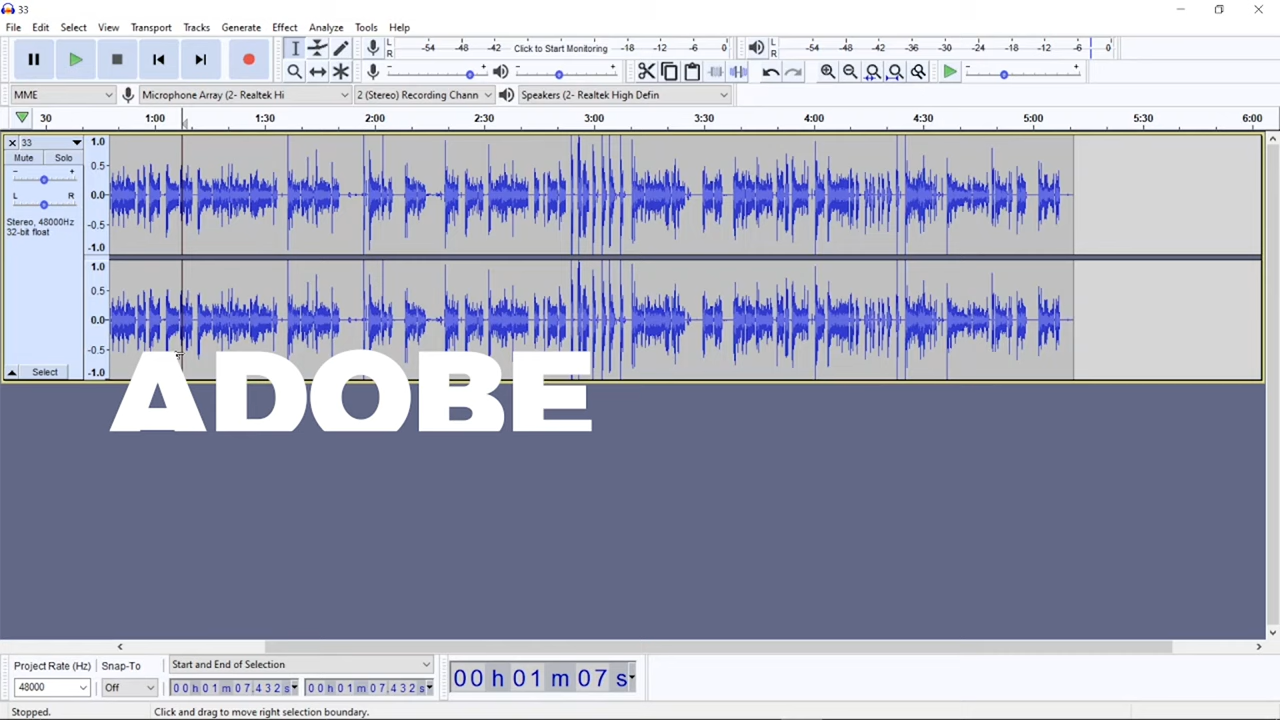 33
File Edit Select View Transport Tracks Generate Effect Analyze Tools Help
L R -54 -48 -42 Click to Start Monitoring -18 -12 -6 0 L R -54 -48 -42 -36 -30 -24 -18 -12 -6 0
- + - + - +
MME Microphone Array (2- Realtek Hi 2 (Stereo) Recording Chann Speakers (2- Realtek High Defin
30 1:00 1:30 2:00 2:30 3:00 3:30 4:00 4:30 5:00 5:30 6:00
33 1.0
Mute Solo 0.5
- + 0.0
L R
Stereo, 48000Hz -0.5
32-bit float -1.0
1.0
0.5
0.0
-0.5
Select -1.0
ADOBE
Project Rate (Hz) Snap-To Start and End of Selection
48000 Off 00h01m07.432s 00h01m07.432s 00h01m07s
Stopped. Click and drag to move right selection boundary.